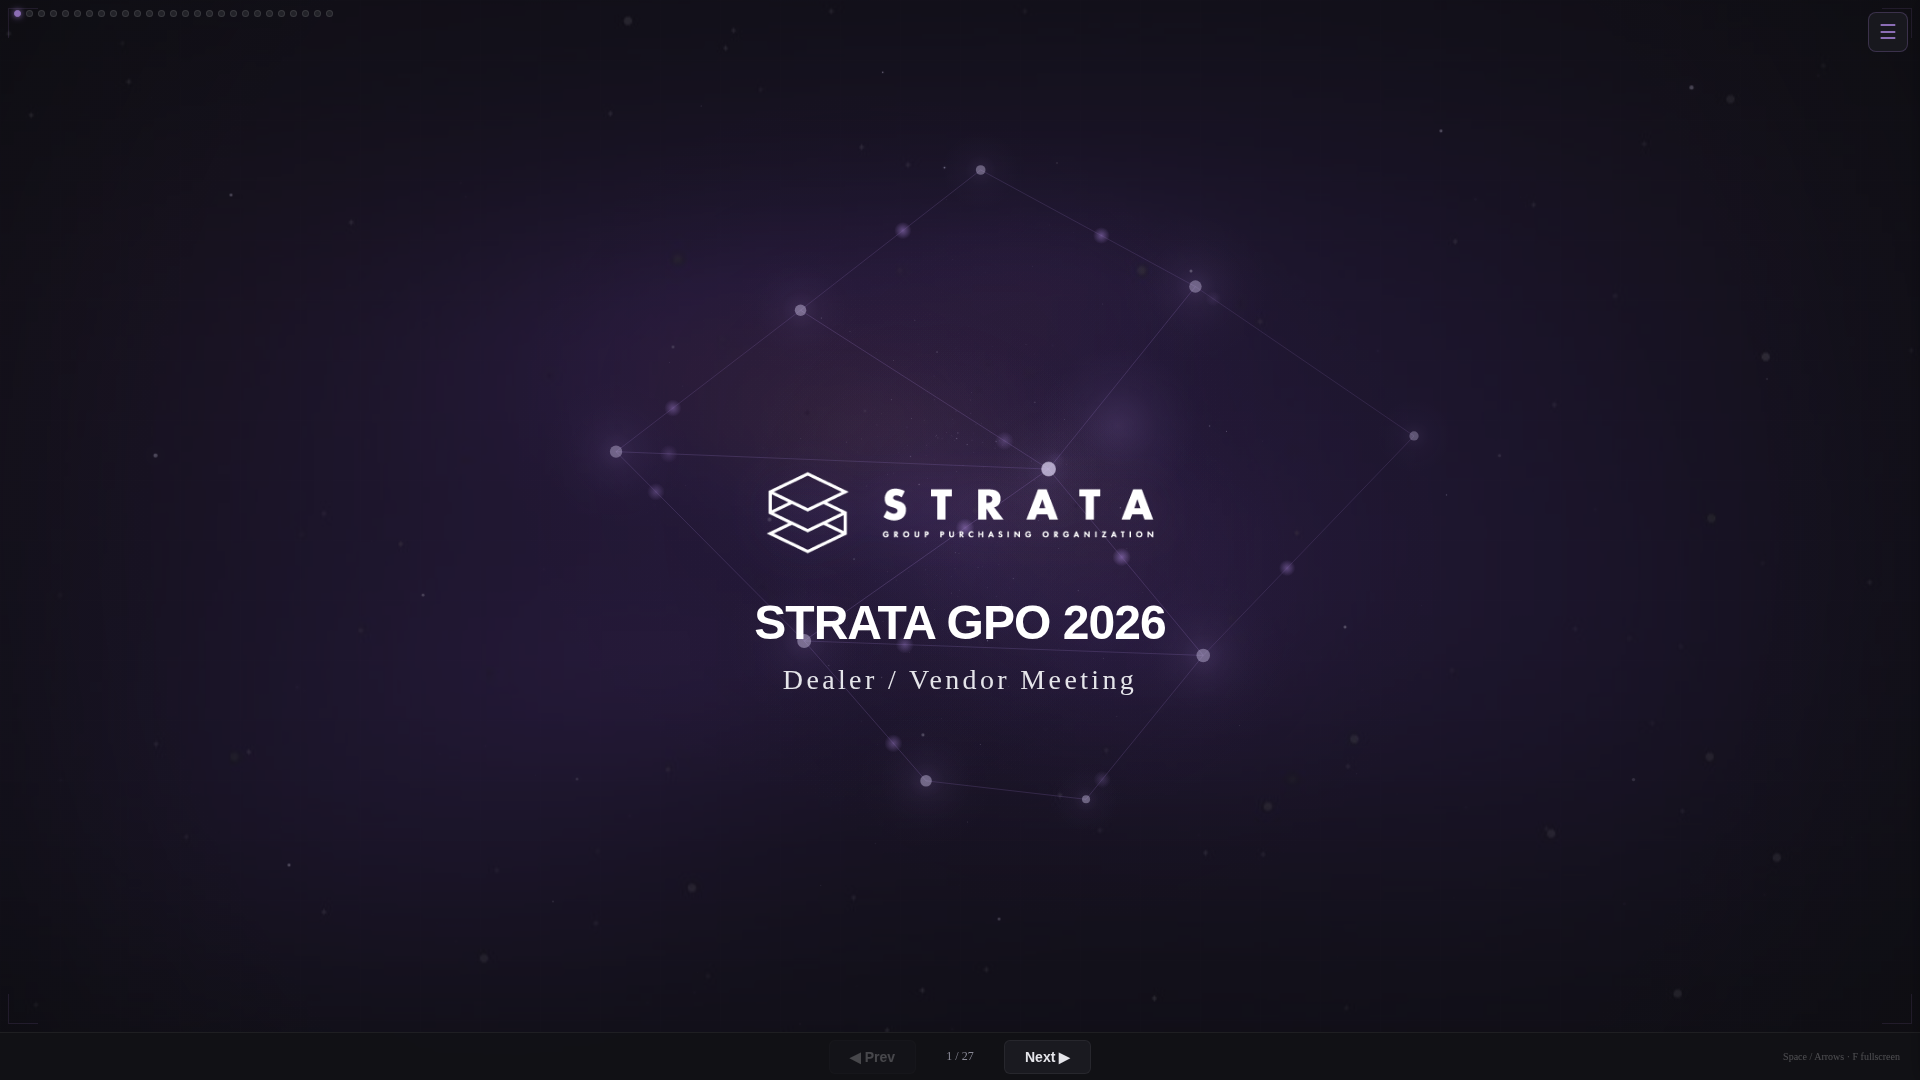 ☰
STRATA
GROUP PURCHASING ORGANIZATION
STRATA GPO 2026
Dealer / Vendor Meeting
◀ Prev
1 / 27
Next ▶
Space / Arrows · F fullscreen